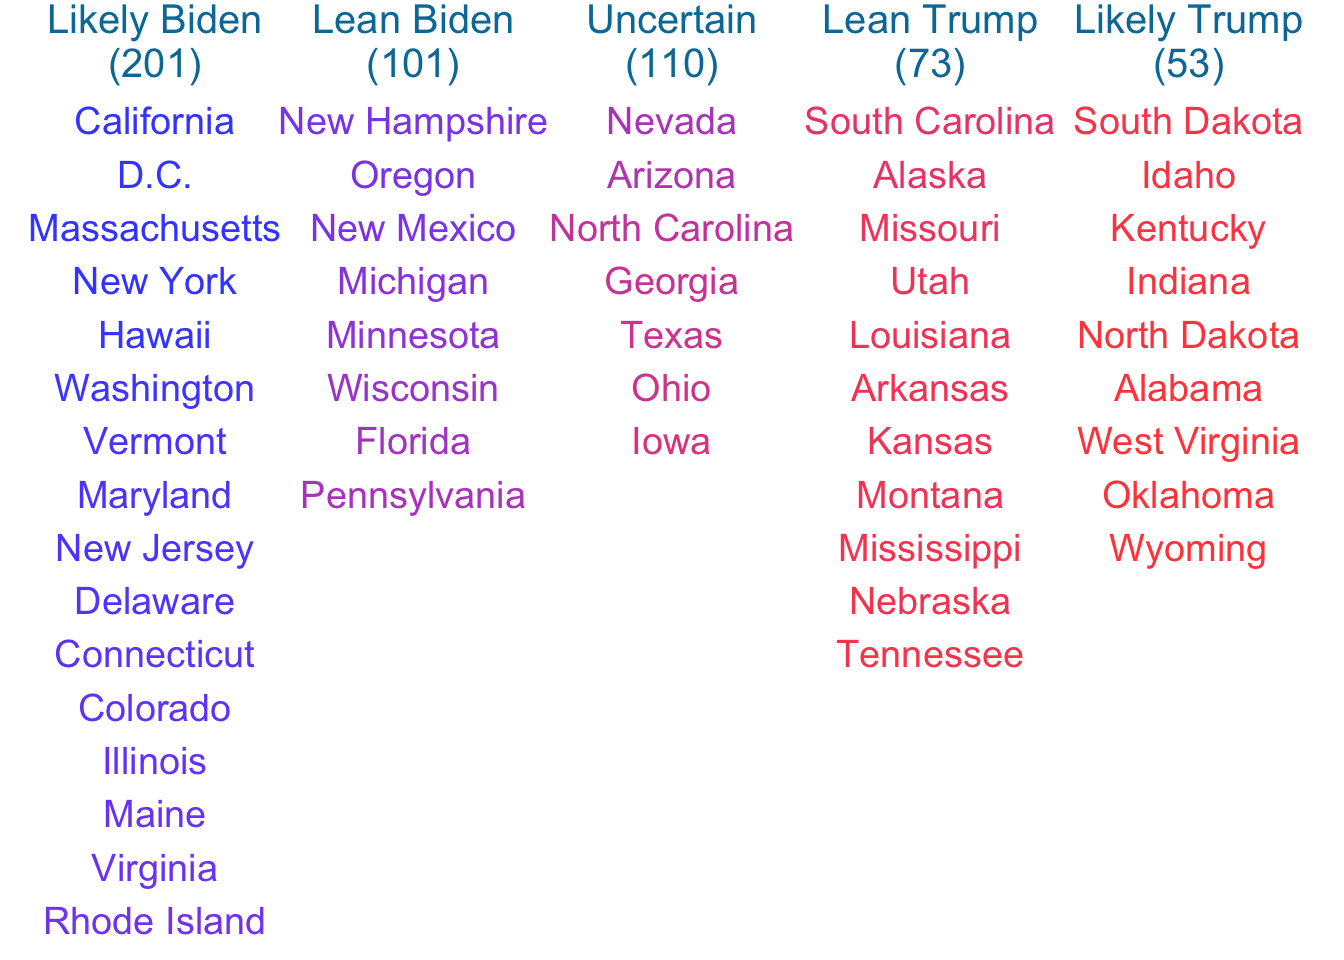 Likely Biden
(201)
California
D.C.
Massachusetts
New York
Hawaii
Washington
Vermont
Maryland
New Jersey
Delaware
Connecticut
Colorado
Illinois
Maine
Virginia
Rhode Island
Lean Biden
(101)
New Hampshire
Oregon
New Mexico
Michigan
Minnesota
Wisconsin
Florida
Pennsylvania
Uncertain
(110)
Nevada
Arizona
North Carolina
Georgia
Texas
Ohio
Iowa
Lean Trump
(73)
South Carolina
Alaska
Missouri
Utah
Louisiana
Arkansas
Kansas
Montana
Mississippi
Nebraska
Tennessee
Likely Trump
(53)
South Dakota
Idaho
Kentucky
Indiana
North Dakota
Alabama
West Virginia
Oklahoma
Wyoming